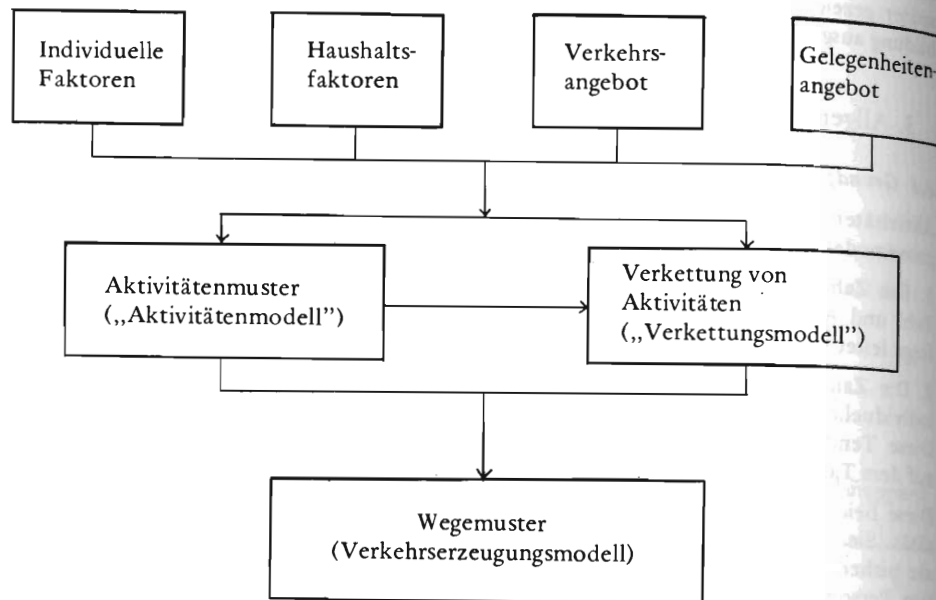 Individuelle
Faktoren
Haushalts-
faktoren
Verkehrs-
angebot
Gelegenheiten-
angebot
Aktivitätenmuster
(„Aktivitätenmodell”)
Verkettung von
Aktivitäten
(„Verkettungsmodell”)
Wegemuster
(Verkehrserzeugungsmodell)